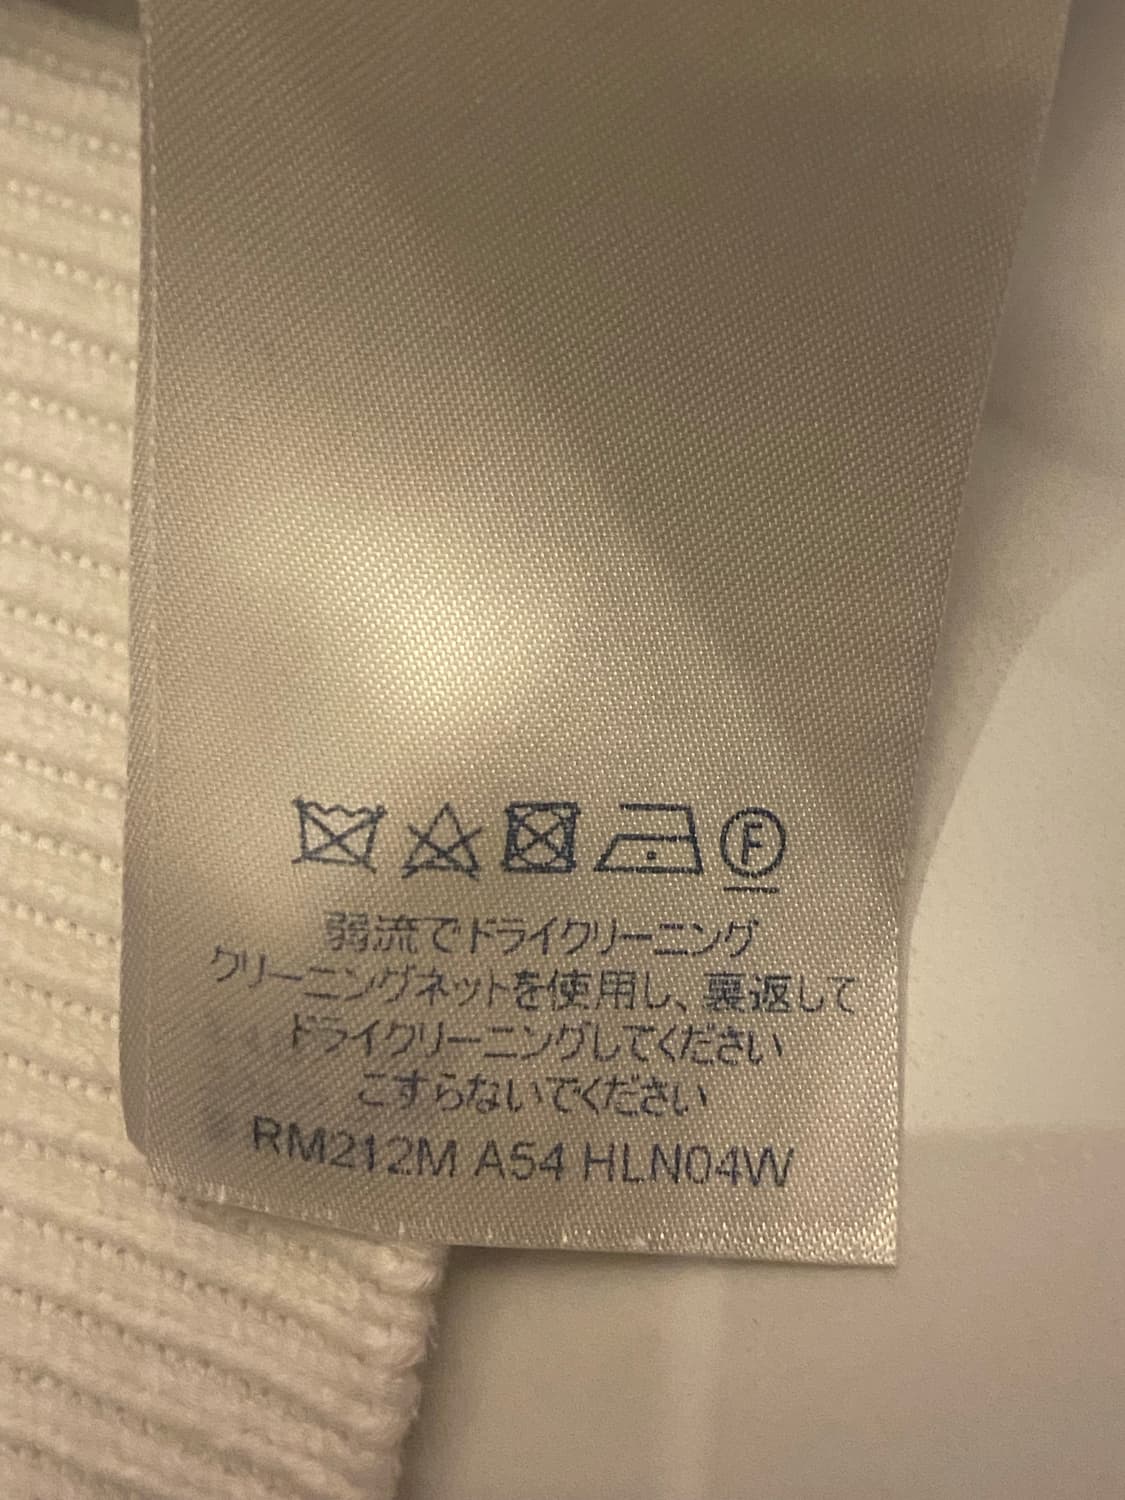 F
弱流でドライクリーニング
クリーニングネットを使用し、裏返して
ドライクリーニングしてください
こすらないでください
RM212M A54 HLN04W